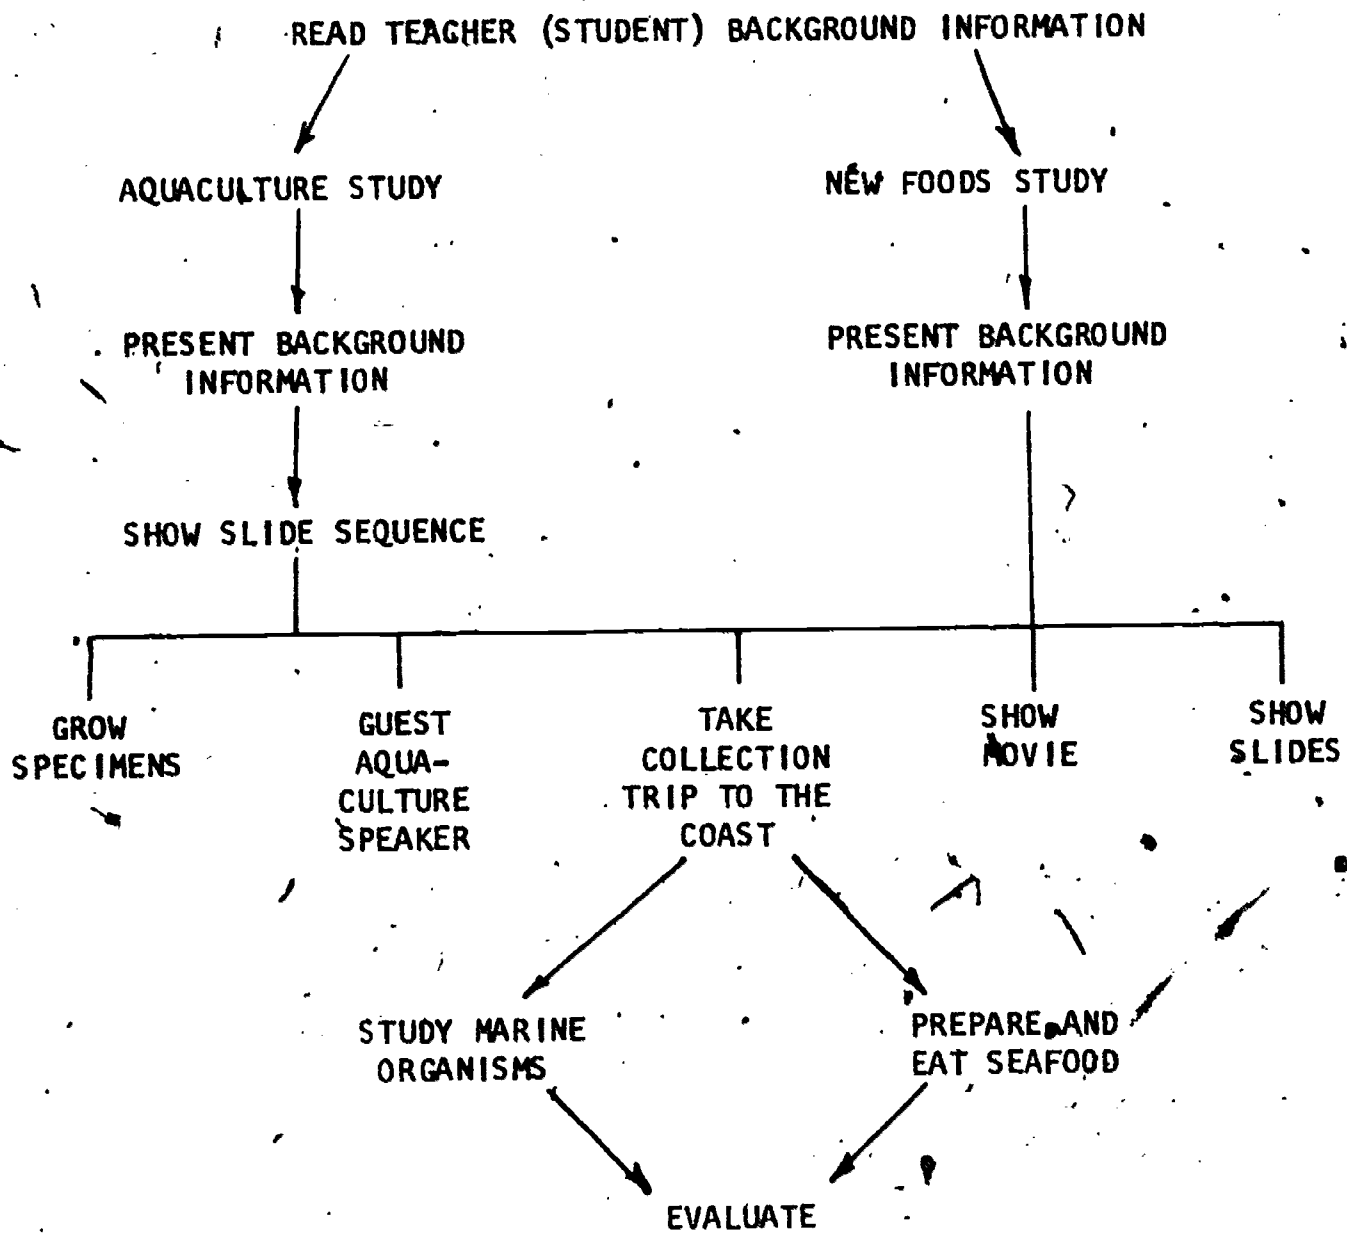 READ TEACHER (STUDENT) BACKGROUND INFORMATION
AQUACULTURE STUDY
NEW FOODS STUDY
PRESENT BACKGROUND
INFORMATION
PRESENT BACKGROUND
INFORMATION
SHOW SLIDE SEQUENCE
GROW
SPECIMENS
GUEST
AQUA-
CULTURE
SPEAKER
TAKE
COLLECTION
TRIP TO THE
COAST
SHOW
MOVIE
SHOW
SLIDES
STUDY MARINE
ORGANISMS
PREPARE AND
EAT SEAFOOD
EVALUATE